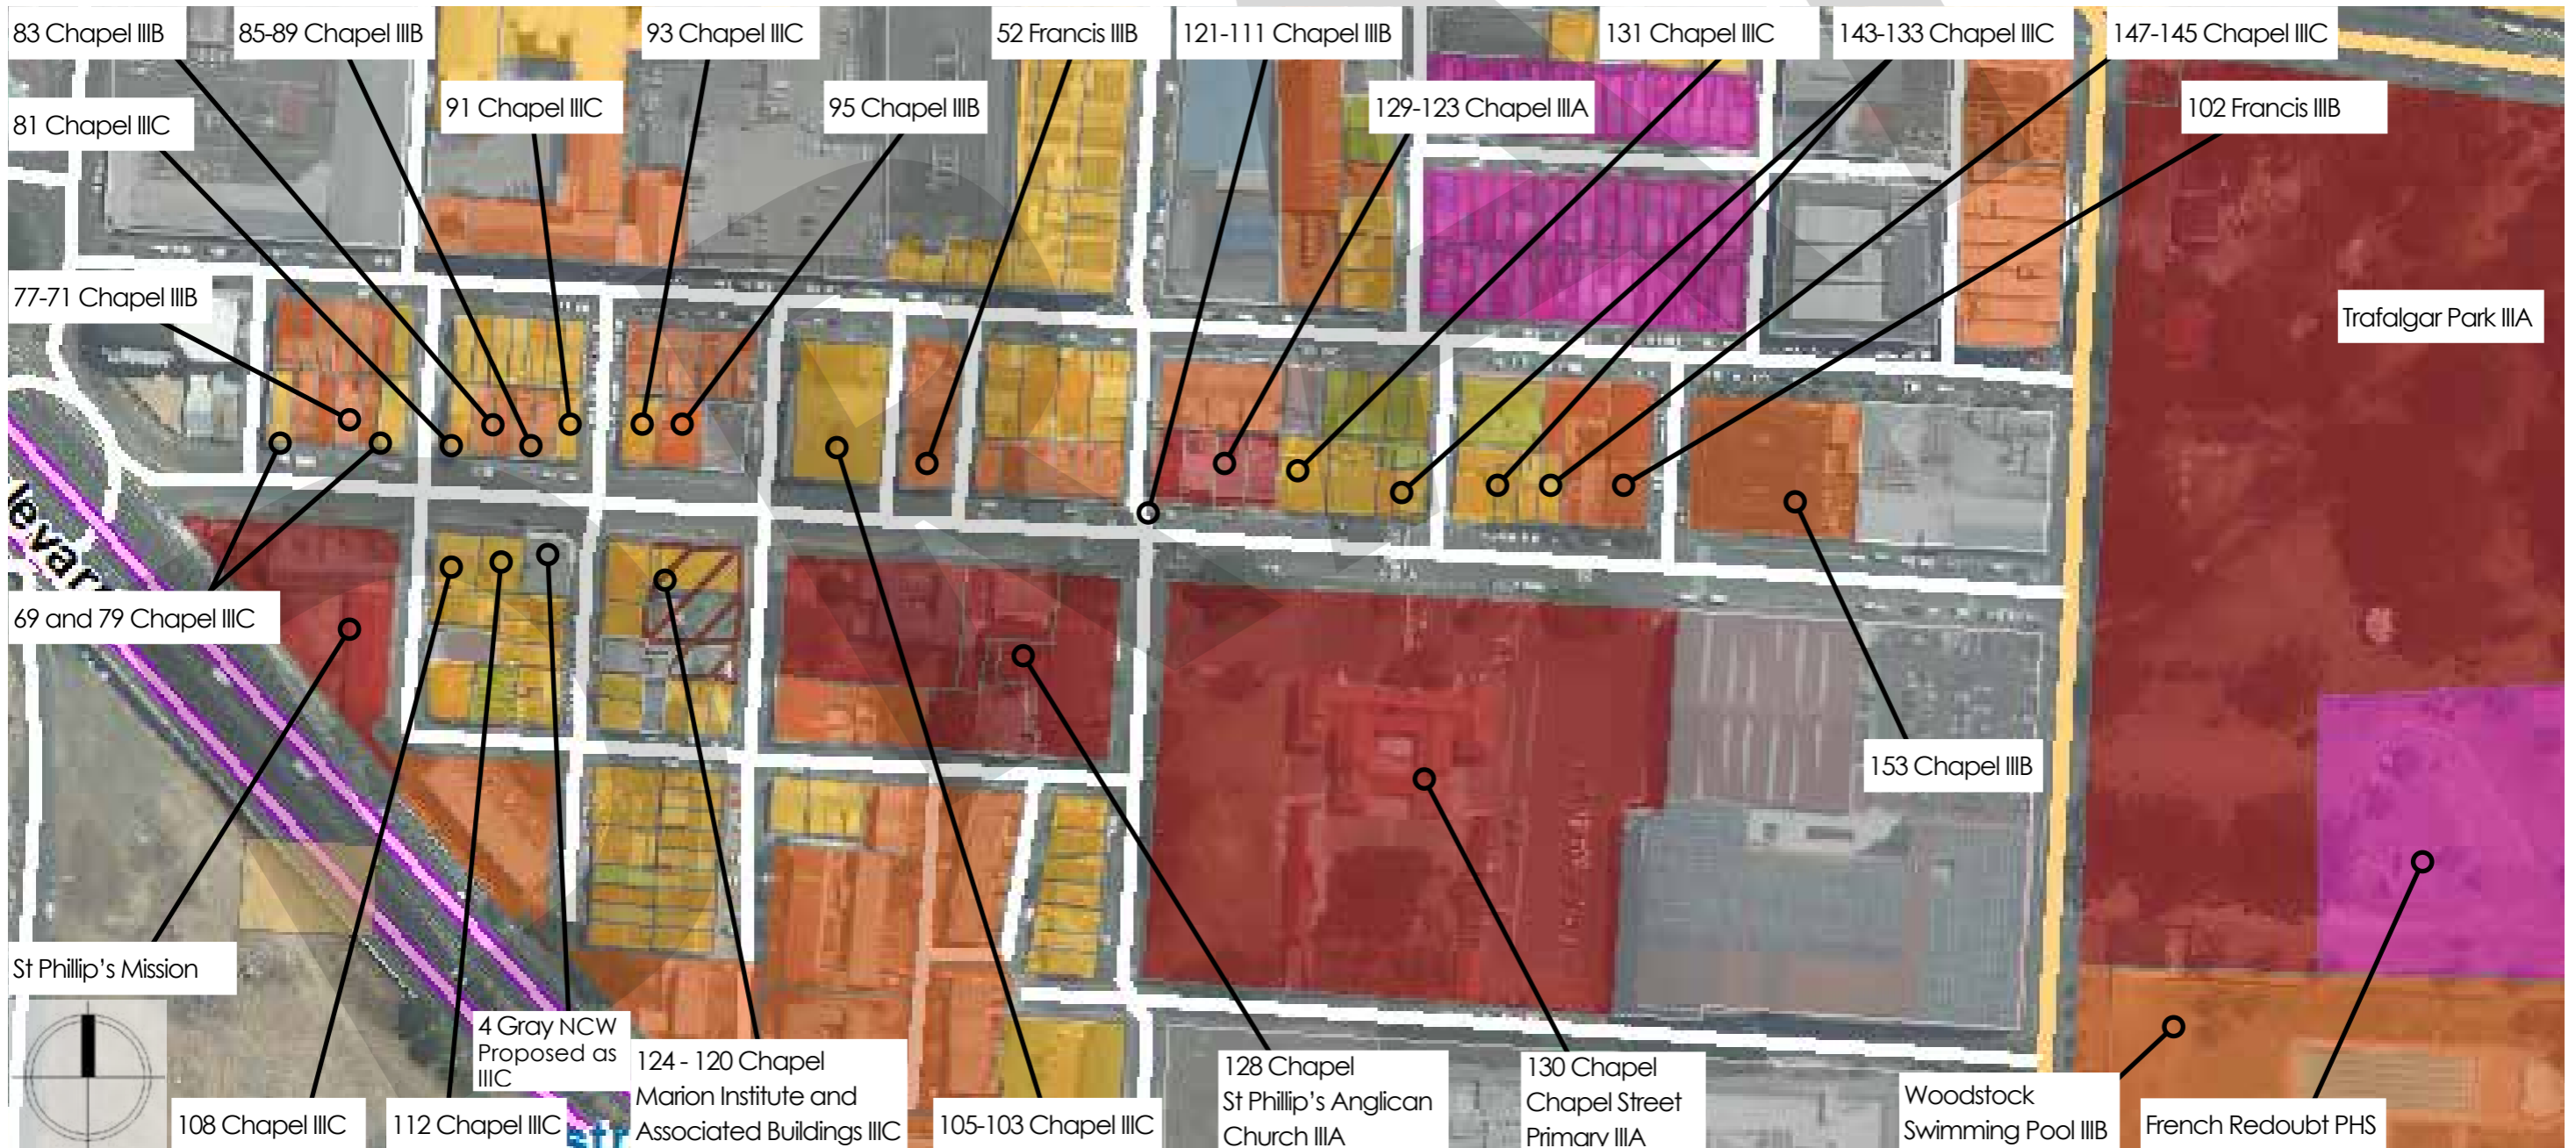 83 Chapel IIIB
85-89 Chapel IIIB
93 Chapel IIIC
52 Francis IIIB
121-111 Chapel IIIB
131 Chapel IIIC
143-133 Chapel IIIC
147-145 Chapel IIIC
81 Chapel IIIC
91 Chapel IIIC
95 Chapel IIIB
129-123 Chapel IIIA
102 Francis IIIB
77-71 Chapel IIIB
Trafalgar Park IIIA
levar
69 and 79 Chapel IIIC
153 Chapel IIIB
St Phillip's Mission
4 Gray NCW
Proposed as
IIIC
124 - 120 Chapel
Marion Institute and
Associated Buildings IIIC
128 Chapel
St Phillip's Anglican
Church IIIA
130 Chapel
Chapel Street
Primary IIIA
Woodstock
Swimming Pool IIIB
108 Chapel IIIC
112 Chapel IIIC
105-103 Chapel IIIC
French Redoubt PHS